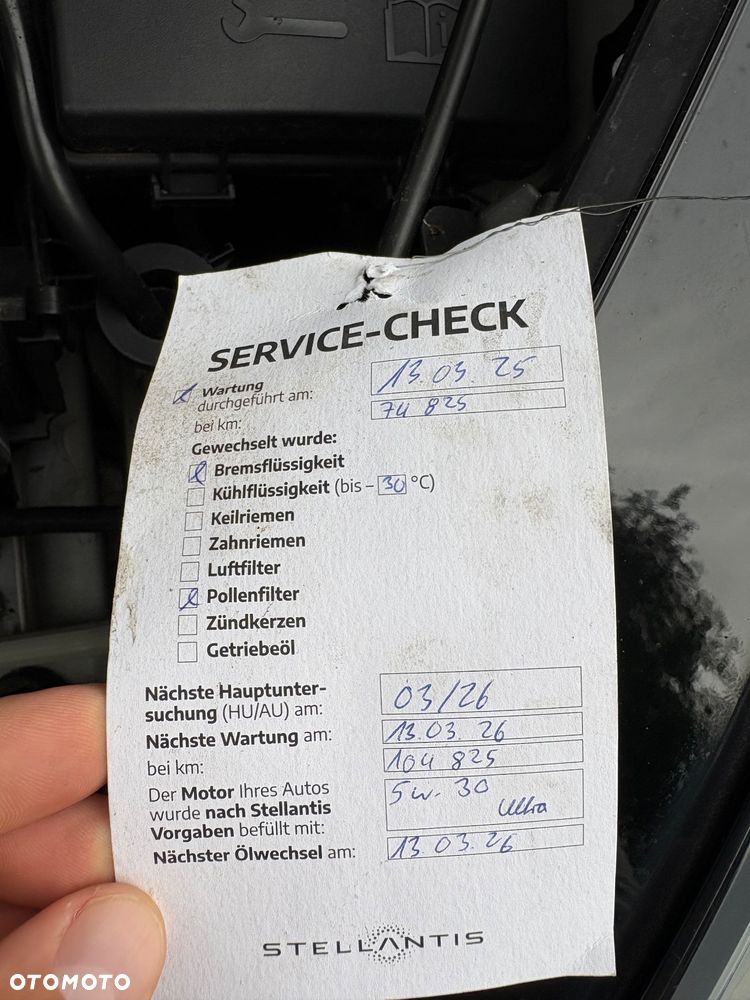 SERVICE-CHECK
Wartung
durchgeführt am: 13.03.25
bei km: 74 825
Gewechselt wurde:
Bremsflüssigkeit
Kühlflüssigkeit (bis – 30 °C)
Keilriemen
Zahnriemen
Luftfilter
Pollenfilter
Zündkerzen
Getriebeöl
Nächste Hauptunter-
suchung (HU/AU) am: 03/26
Nächste Wartung am: 13.03.26
bei km: 104 825
Der Motor Ihres Autos
wurde nach Stellantis
Vorgaben befüllt mit: 5w-30 Ultra
Nächster Ölwechsel am: 13.03.26
STELLANTIS
OTOMOTO